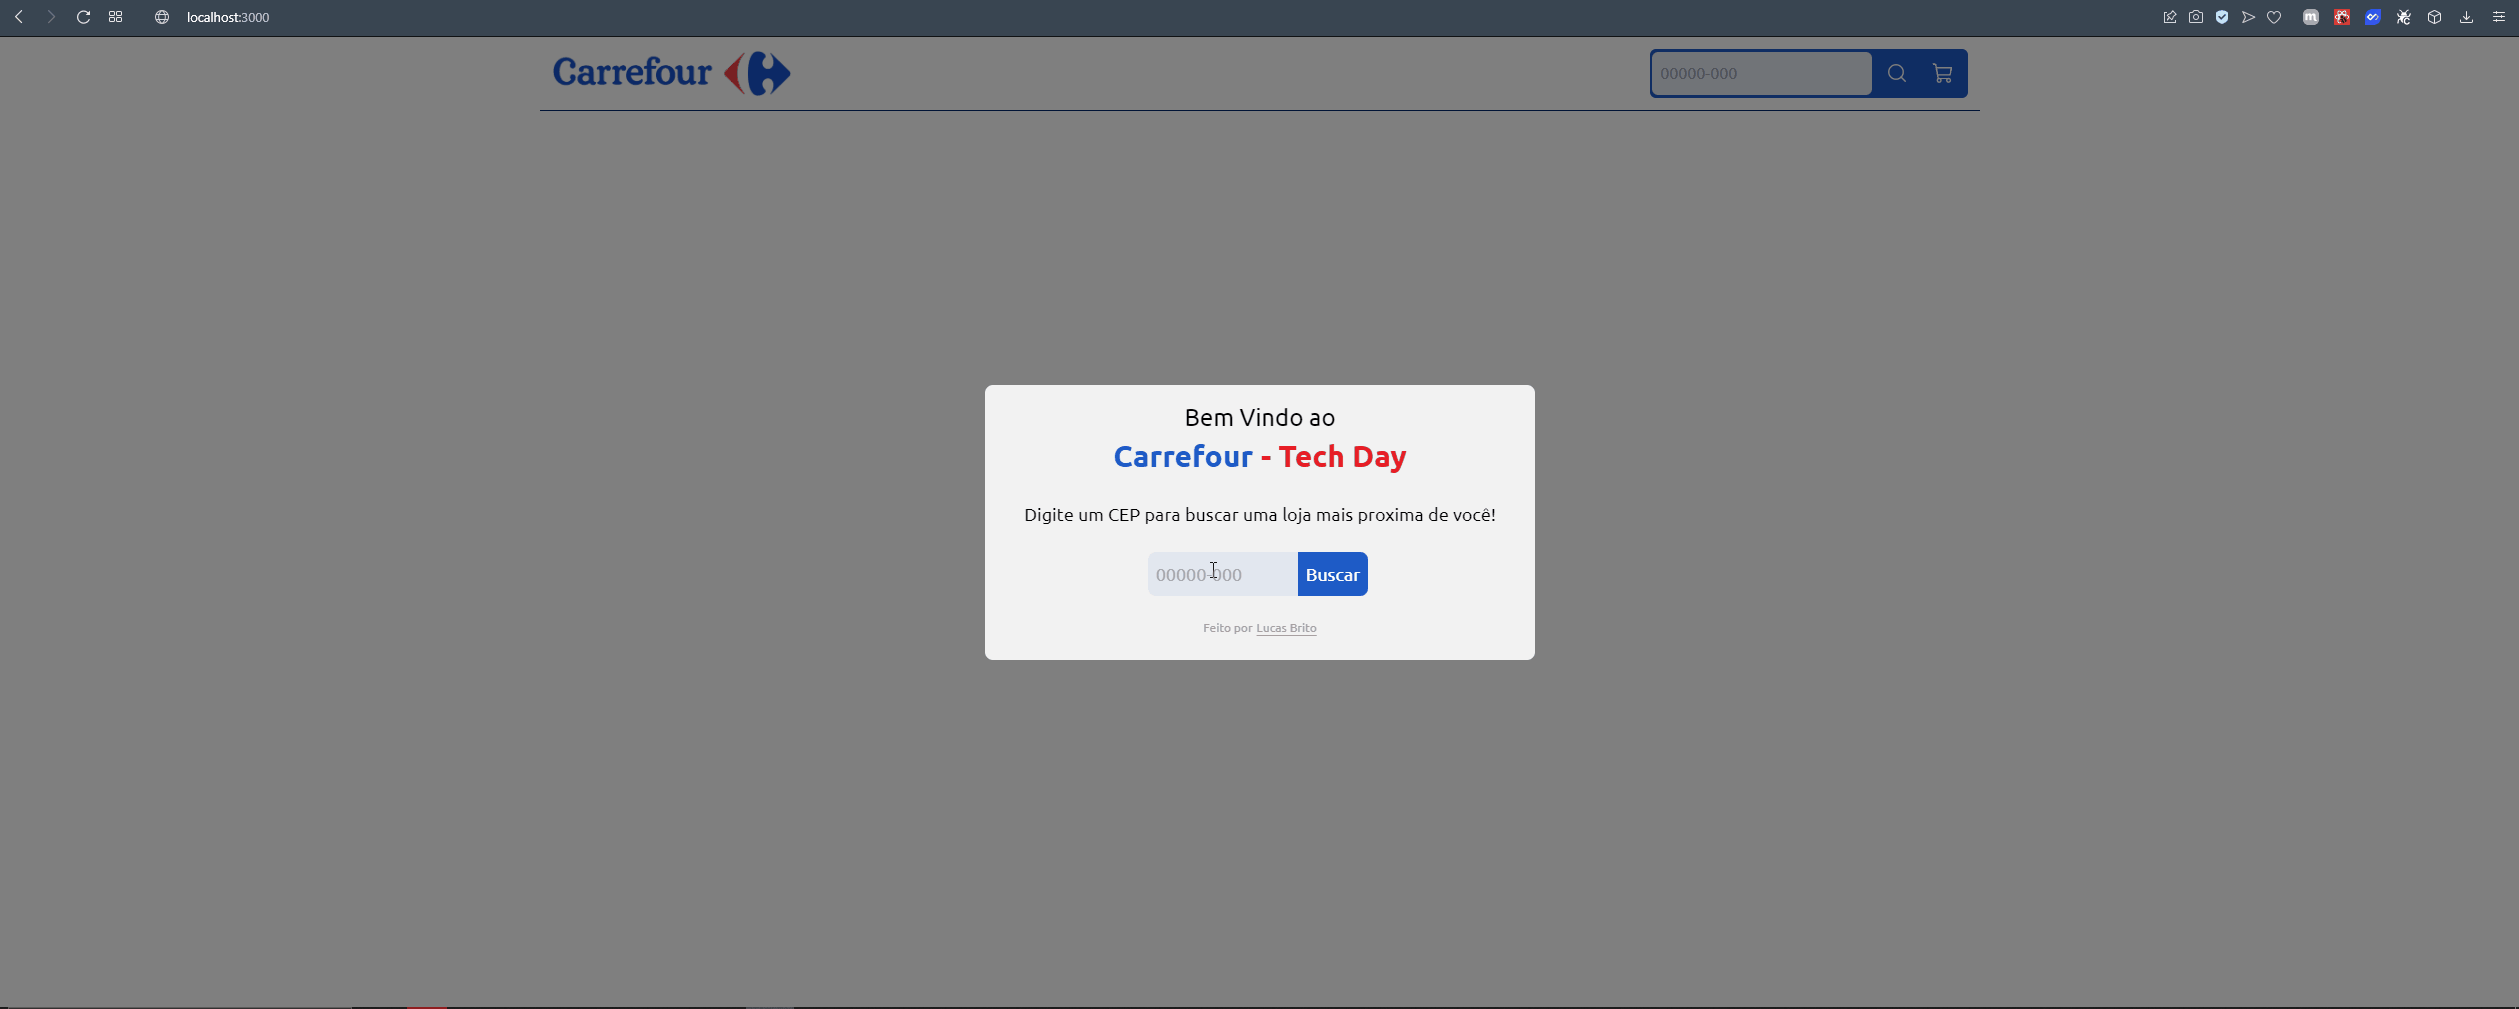 localhost:3000
Carrefour
00000-000
Bem Vindo ao
Carrefour - Tech Day
Digite um CEP para buscar uma loja mais proxima de você!
00000-000
Buscar
Feito por Lucas Brito